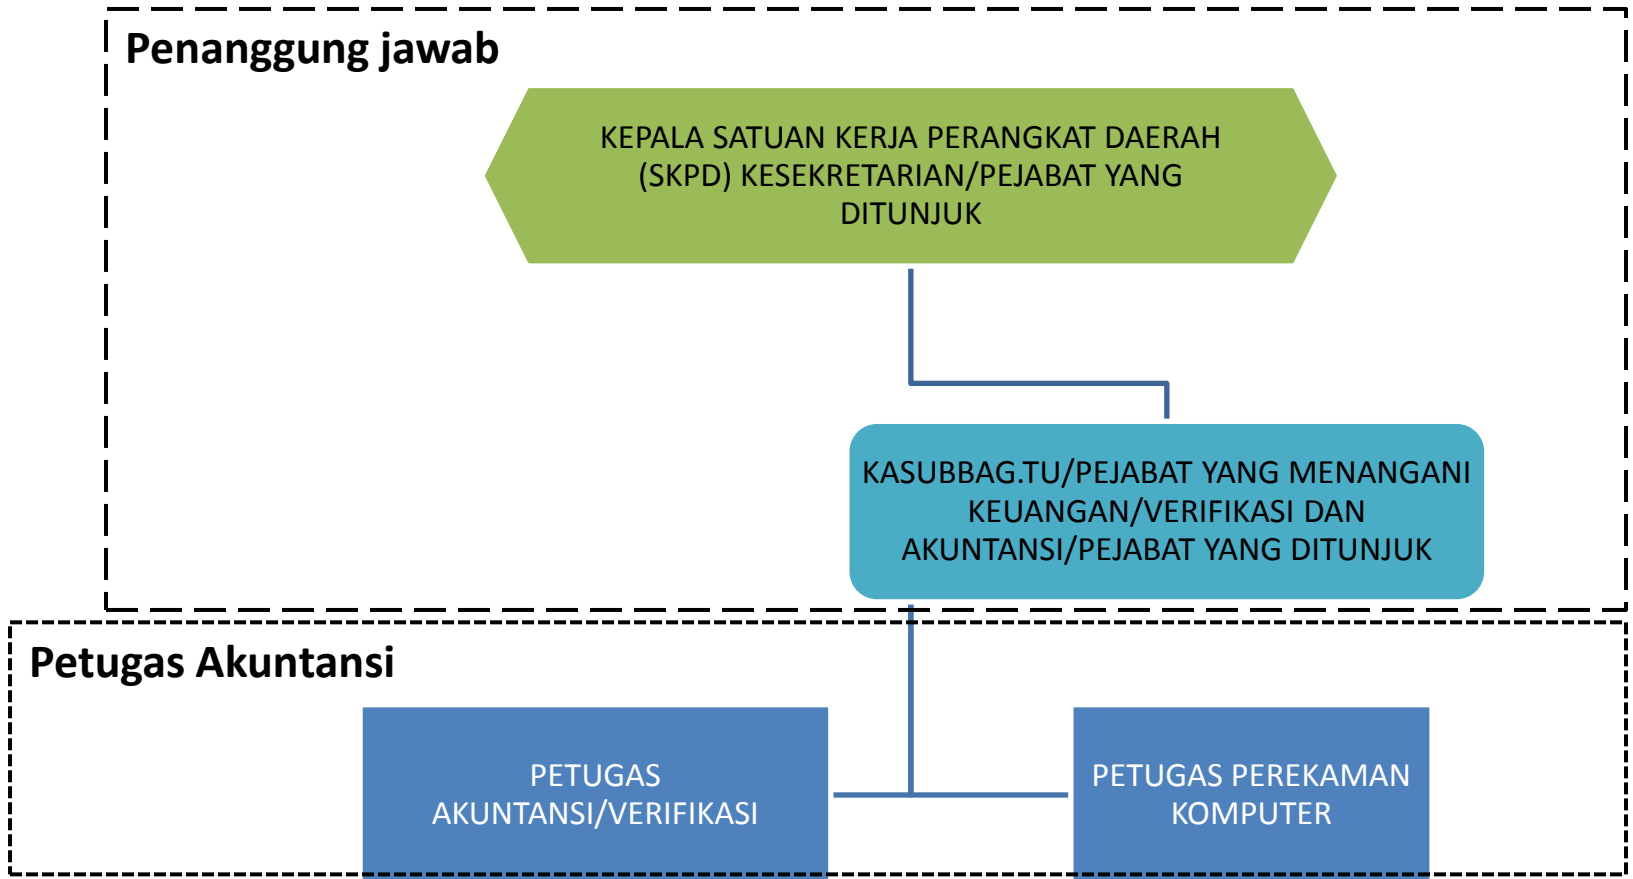 Penanggung jawab
KEPALA SATUAN KERJA PERANGKAT DAERAH
(SKPD) KESEKRETARIAN/PEJABAT YANG
DITUNJUK
KASUBBAG.TU/PEJABAT YANG MENANGANI
KEUANGAN/VERIFIKASI DAN
AKUNTANSI/PEJABAT YANG DITUNJUK
Petugas Akuntansi
PETUGAS
AKUNTANSI/VERIFIKASI
PETUGAS PEREKAMAN
KOMPUTER